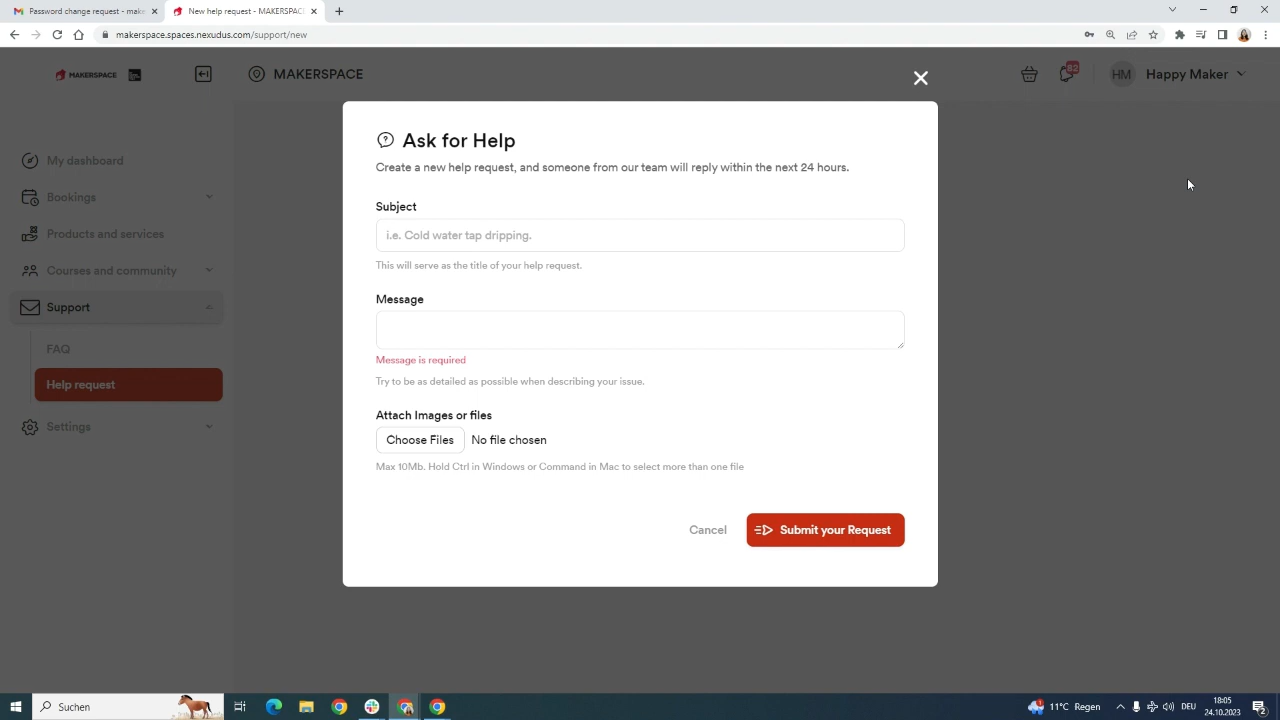 Password change request - make
New help request - MAKERSPAC
makerspace.spaces.nexudus.com/support/new
MAKERSPACE
MAKERSPACE
52
HM
Happy Maker
My dashboard
Bookings
Products and services
Courses and community
Support
FAQ
Help request
Settings
Ask for Help
Create a new help request, and someone from our team will reply within the next 24 hours.
Subject
i.e. Cold water tap dripping.
This will serve as the title of your help request.
Message
Message is required
Try to be as detailed as possible when describing your issue.
Attach Images or files
Choose Files
No file chosen
Max 10Mb. Hold Ctrl in Windows or Command in Mac to select more than one file
Cancel
Submit your Request
Suchen
11°C Regen
DEU
18:05
24.10.2023
2